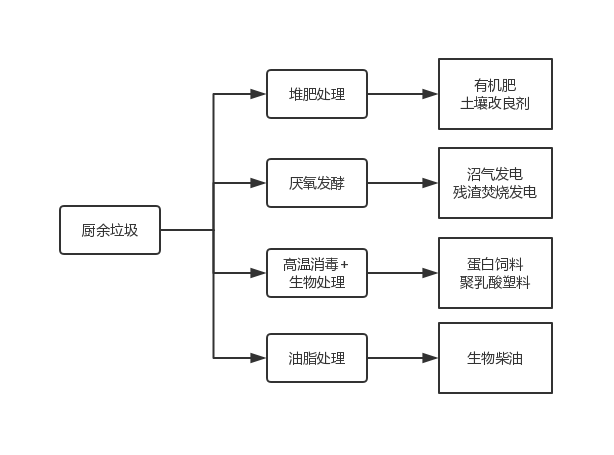 厨余垃圾
堆肥处理
有机肥
土壤改良剂
厌氧发酵
沼气发电
残渣焚烧发电
高温消毒+
生物处理
蛋白饲料
聚乳酸塑料
油脂处理
生物柴油